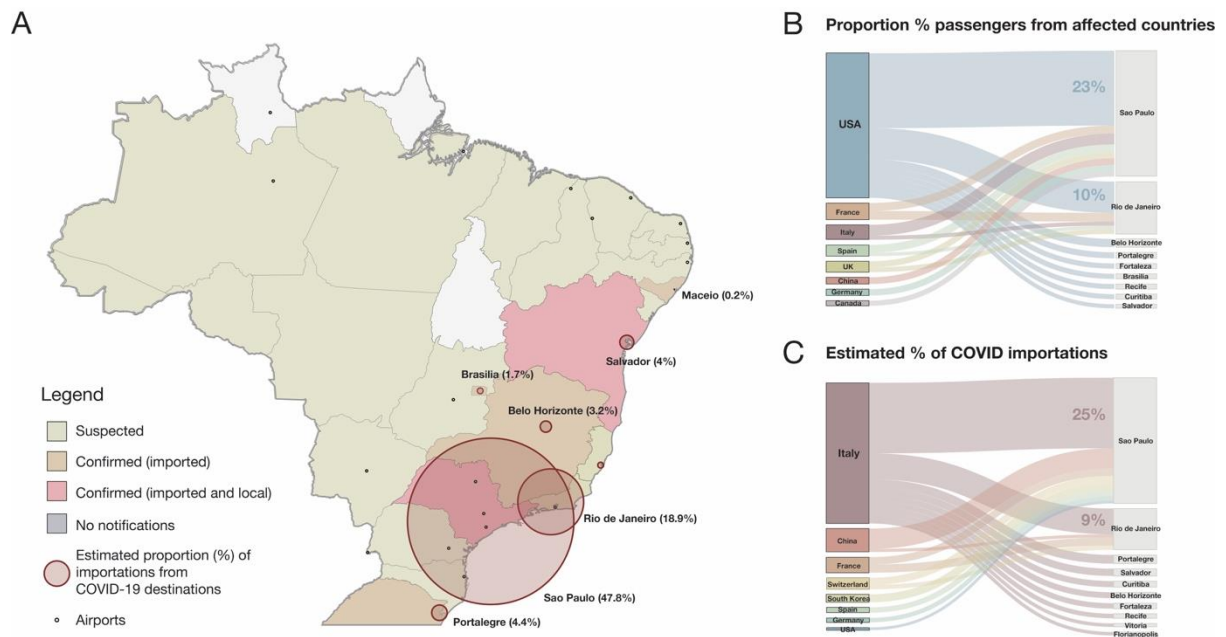 A
Maceio (0.2%)
Salvador (4%)
Brasilia (1.7%)
Belo Horizonte (3.2%)
Rio de Janeiro (18.9%)
Sao Paulo (47.8%)
Portalegre (4.4%)
Legend
Suspected
Confirmed (imported)
Confirmed (imported and local)
No notifications
Estimated proportion (%) of
importations from
COVID-19 destinations
Airports
B Proportion % passengers from affected countries
USA
France
Italy
Spain
UK
China
Germany
Canada
23%
10%
Sao Paulo
Rio de Janeiro
Belo Horizonte
Portalegre
Fortaleza
Brasilia
Recife
Curitiba
Salvador
C Estimated % of COVID importations
Italy
China
France
Switzerland
South Korea
Spain
Germany
USA
25%
9%
Sao Paulo
Rio de Janeiro
Portalegre
Salvador
Curitiba
Belo Horizonte
Fortaleza
Recife
Vitoria
Florianopolis